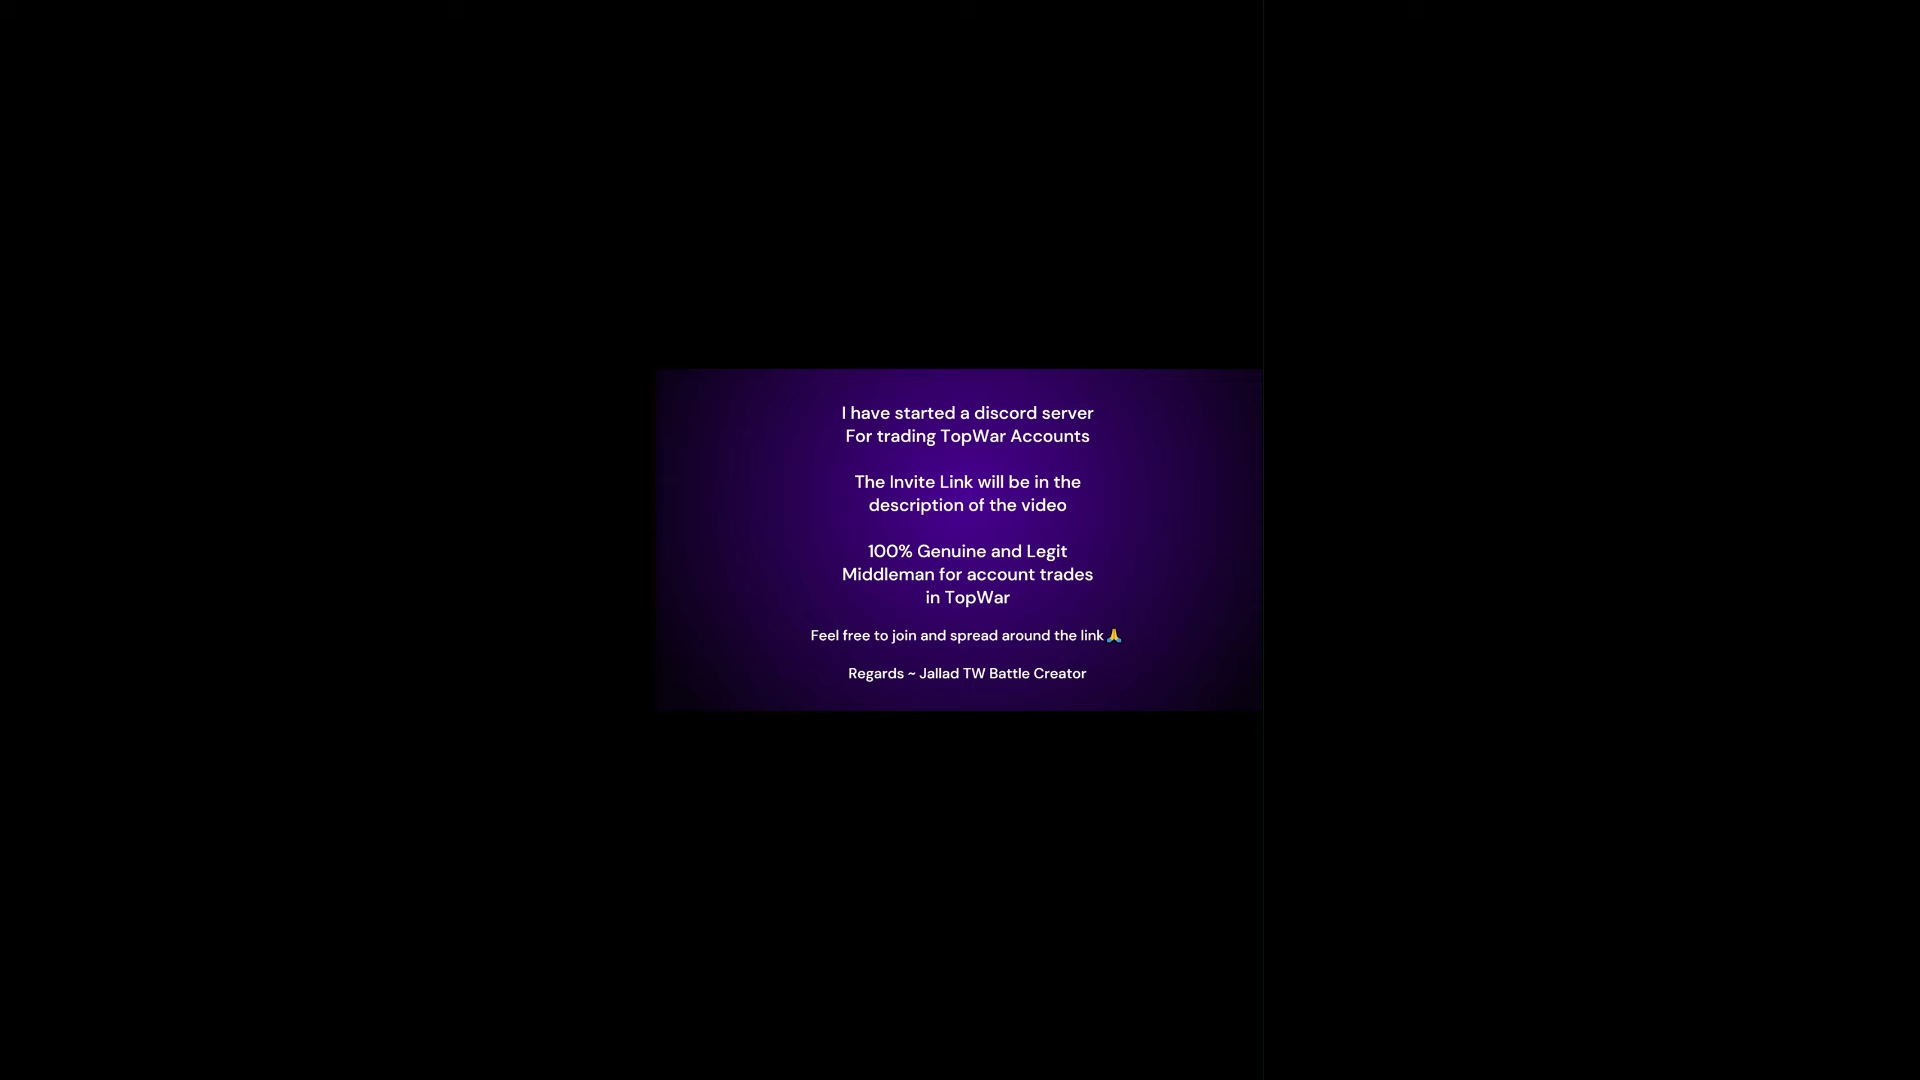 I have started a discord server
For trading TopWar Accounts
The Invite Link will be in the
description of the video
100% Genuine and Legit
Middleman for account trades
in TopWar
Feel free to join and spread around the link🙏
Regards ~ Jallad TW Battle Creator